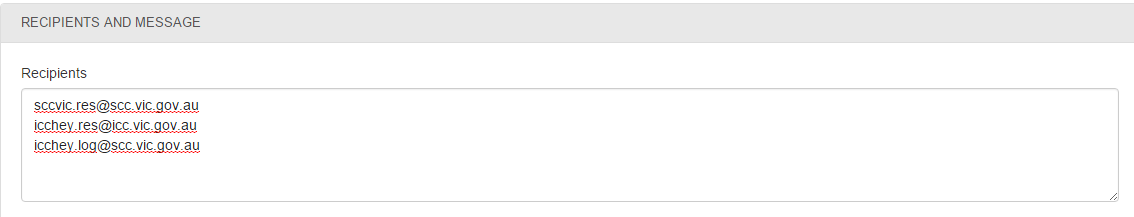 RECIPIENTS AND MESSAGE
Recipients
sccvic.res@scc.vic.gov.au
icchey.res@icc.vic.gov.au
icchey.log@scc.vic.gov.au